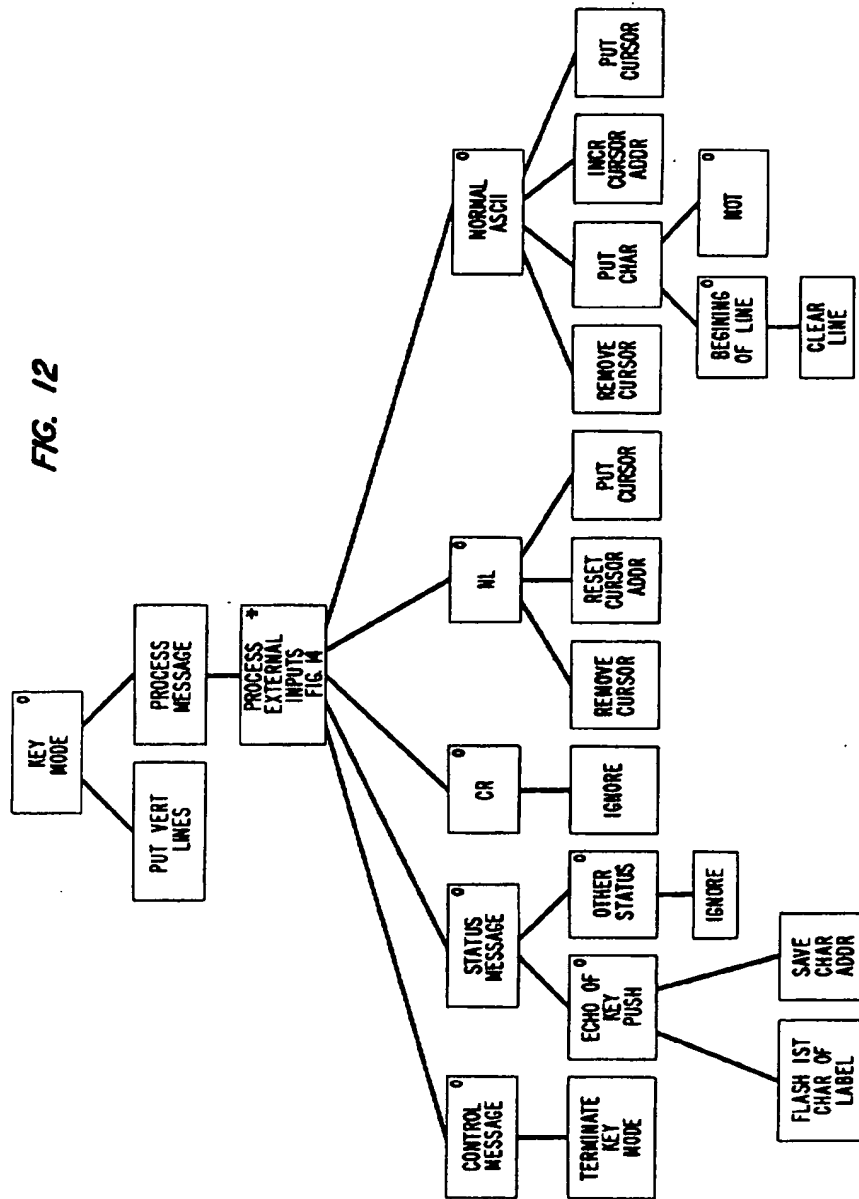 FIG. 12
KEY
MODE
O
PUT VERT
LINES
PROCESS
MESSAGE
PROCESS
EXTERNAL
INPUTS
FIG. 14
*
CONTROL
MESSAGE
O
STATUS
MESSAGE
O
CR
O
NL
O
NORMAL
ASCII
O
TERMINATE
KEY
MODE
ECHO OF
KEY
PUSH
O
OTHER
STATUS
O
IGNORE
REMOVE
CURSOR
RESET
CURSOR
ADDR
PUT
CURSOR
REMOVE
CURSOR
PUT
CHAR
INCR
CURSOR
ADDR
PUT
CURSOR
FLASH 1ST
CHAR OF
LABEL
SAVE
CHAR
ADDR
IGNORE
BEGINING
OF LINE
O
NOT
O
CLEAR
LINE